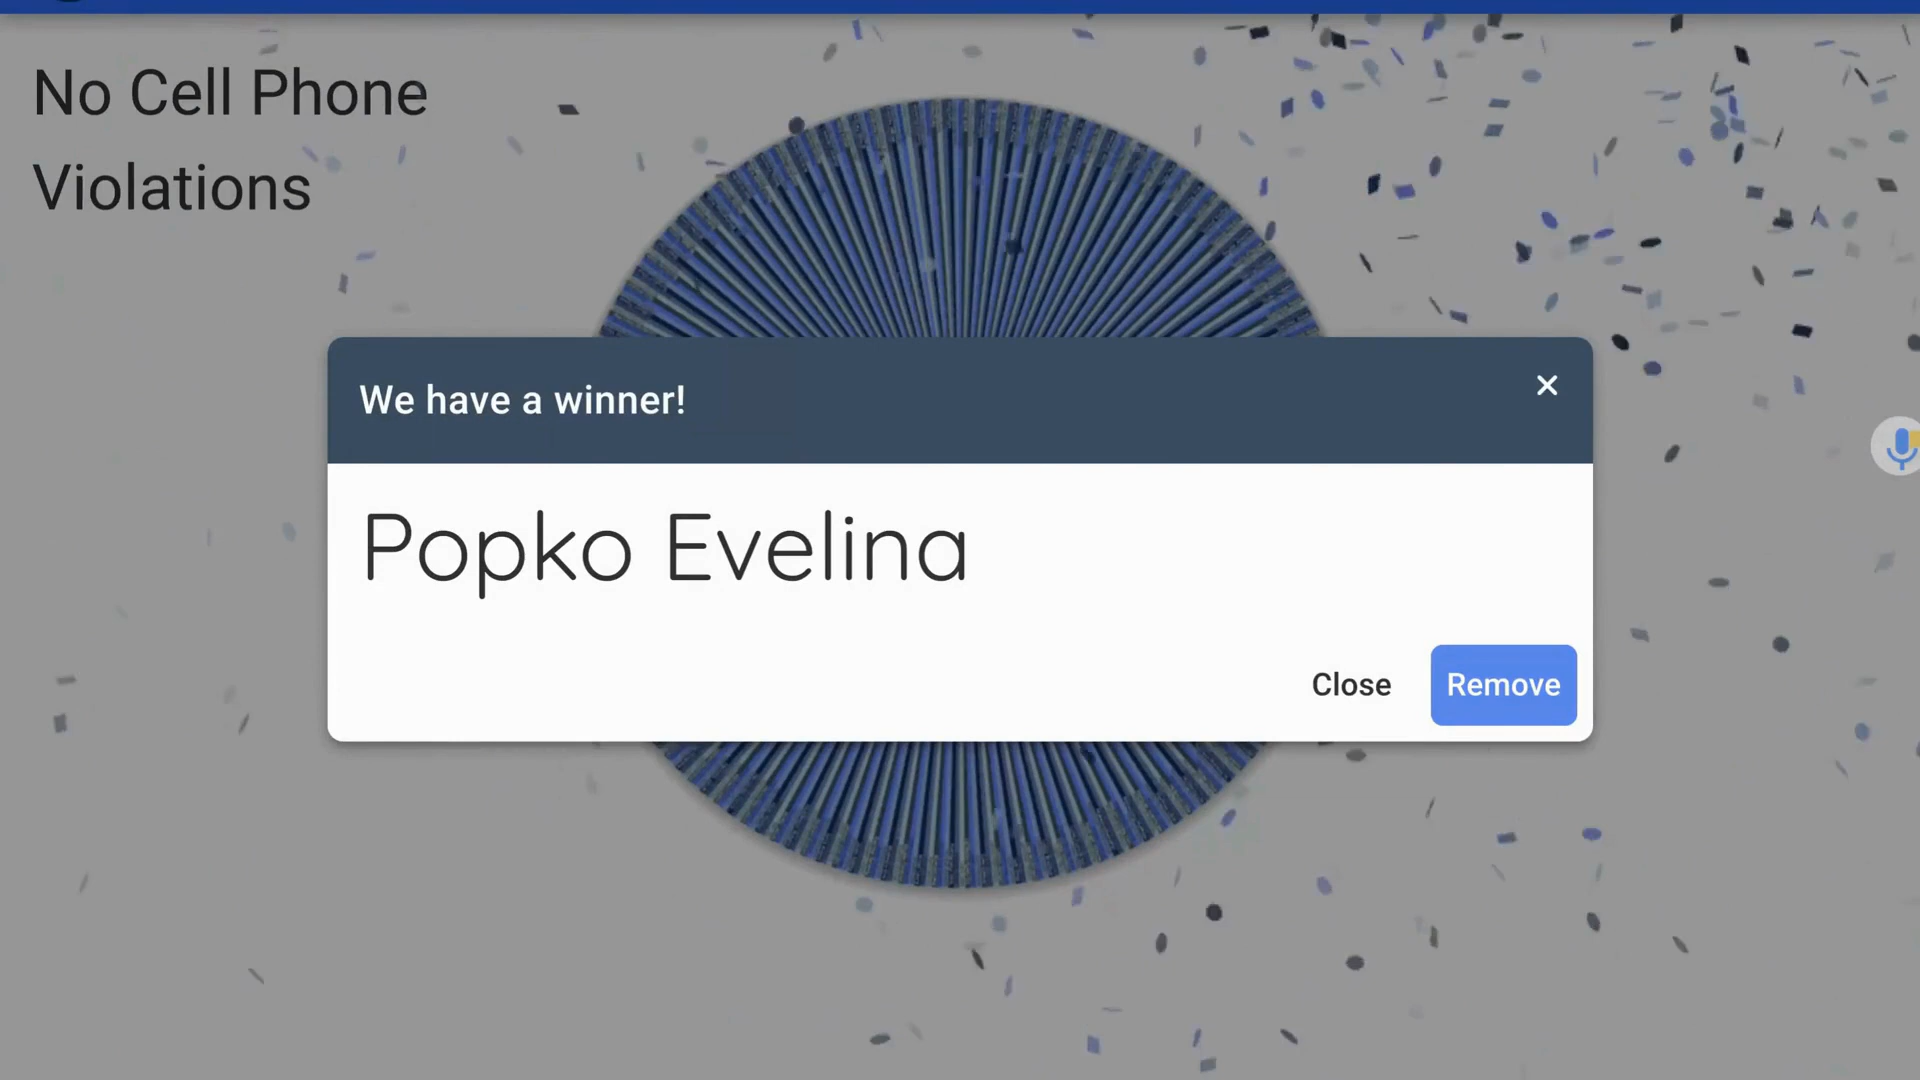 No Cell Phone
Violations
We have a winner!
Popko Evelina
Close
Remove